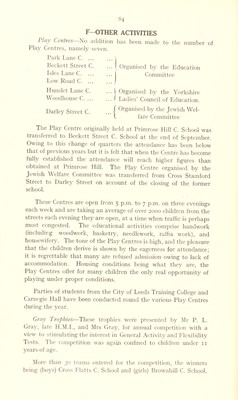 84
F—OTHER ACTIVITIES
Play Centres—No addition has been made to the number of
Play Centres, namely seven.
Park Lane C. ... ...
Beckett Street C. ...
Isles Lane C. ... ...
Low Road C. ... ...
Organised by the Education
Committee
Hunslet Lane C. ...
Woodhouse C. ... ...
Organised by the Yorkshire
Ladies' Council of Education.
Darley Street C. ...
Organised by the Jewish Wel-
fare Committee
The Play Centre originally held at Primrose Hill C. School was
transferred to Beckett Street C. School at the end of September.
Owing to this change of quarters the attendance has been below
that of previous years but it is felt that when the Centre has become
fully established the attendance will reach higher figures than
obtained at Primrose Hill. The Play Centre organised by the
Jewish Welfare Committee was transferred from Cross Stamford
Street to Darley Street on account of the closing of the former
school.
These Centres are open from 5 p.m. to 7 p.m. on three evenings
each week and are taking an average of over 2000 children from the
streets each evening they are open, at a time when traffic is perhaps
most congested. The educational activities comprise handwork
(including woodwork, basketry, needlework, raffia work), and
housewifery. The tone of the Play Centres is high, and the pleasure
that the children derive is shown by the eagerness for attendance;
it is regrettable that many are refused admission owing to lack of
accommodation. Housing conditions being what they are, the
Play Centres offer for many children the only real opportunity of
playing under proper conditions.
Parties of students from the City of Leeds Training College and
Carnegie Hall have been conducted round the various Play Centres
during the year.
Gray Trophies—These trophies were presented by Mr P. L.
Gray, late H.M.I., and Mrs Gray, for annual competition with a
view to stimulating the interest in General Activity and Flexibility
Tests. The competition was again confined to children 11
years of age.
More than 30 teams entered for the competition, the winners
being (boys) Cross Flatts C. School and (girls) Brownhill C. School.